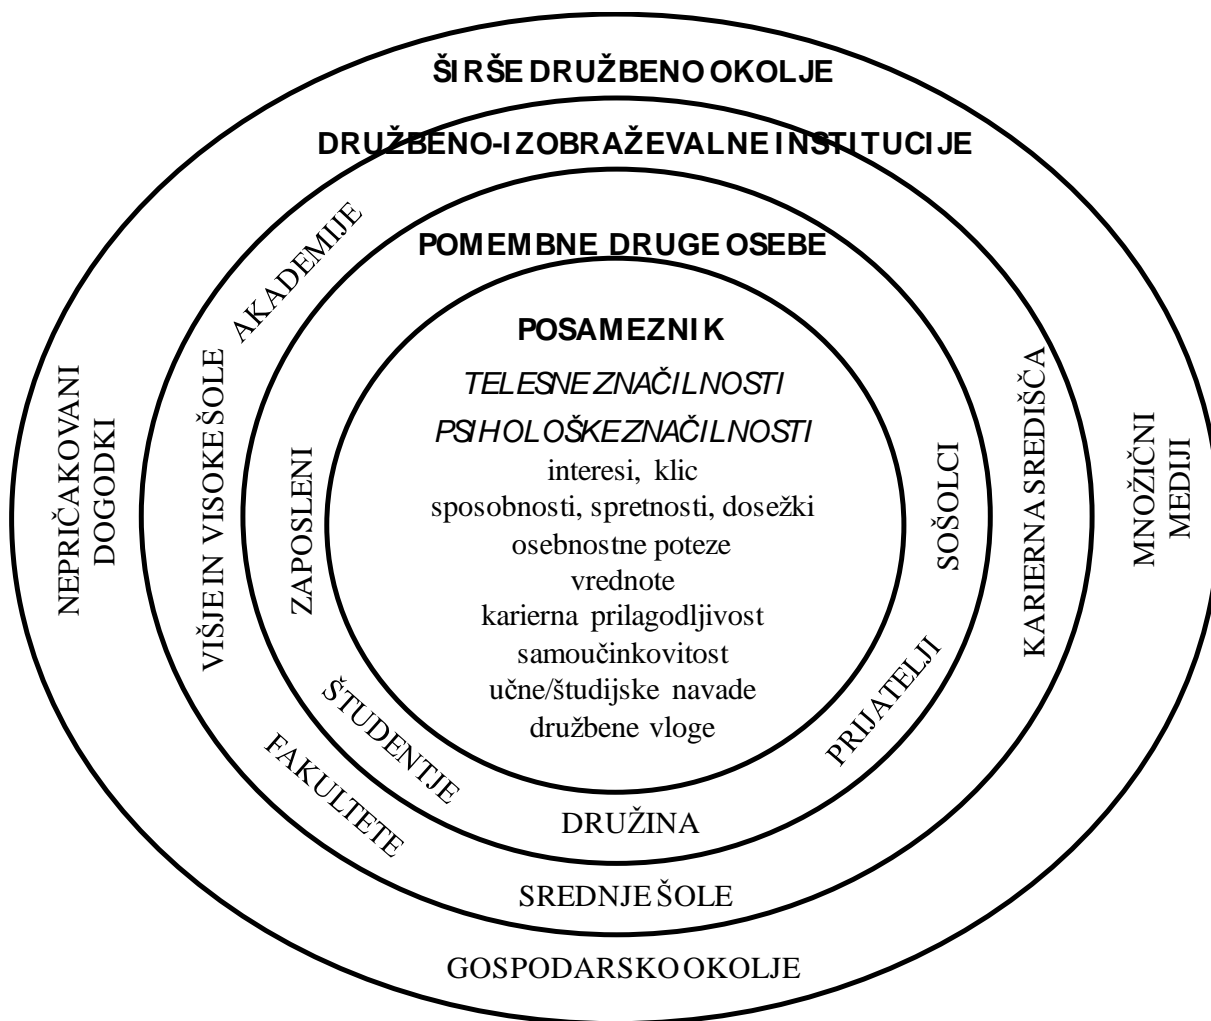 ŠIRŠE DRUŽBENO OKOLJE
DRUŽBENO-IZOBRAŽEVALNE INSTITUCIJE
AKADEMIJE
POMEMBNE DRUGE OSEBE
POSAMEZNIK
TELESNE ZNAČILNOSTI
PSIHOLOŠKE ZNAČILNOSTI
interesi, klic
sposobnosti, spretnosti, dosežki
osebnostne poteze
vrednote
karierna prilagodljivost
samoučinkovitost
učne/študijske navade
družbene vloge
NEPRIČAKOVANI
DOGODKI
VIŠJE IN VISOKE ŠOLE
ZAPOSLENI
SOŠOLCI
KARIERNA SREDIŠČA
MNOŽIČNI
MEDIJI
ŠTUDENTJE
PRIJATELJI
FAKULTETE
DRUŽINA
SREDNJE ŠOLE
GOSPODARSKO OKOLJE